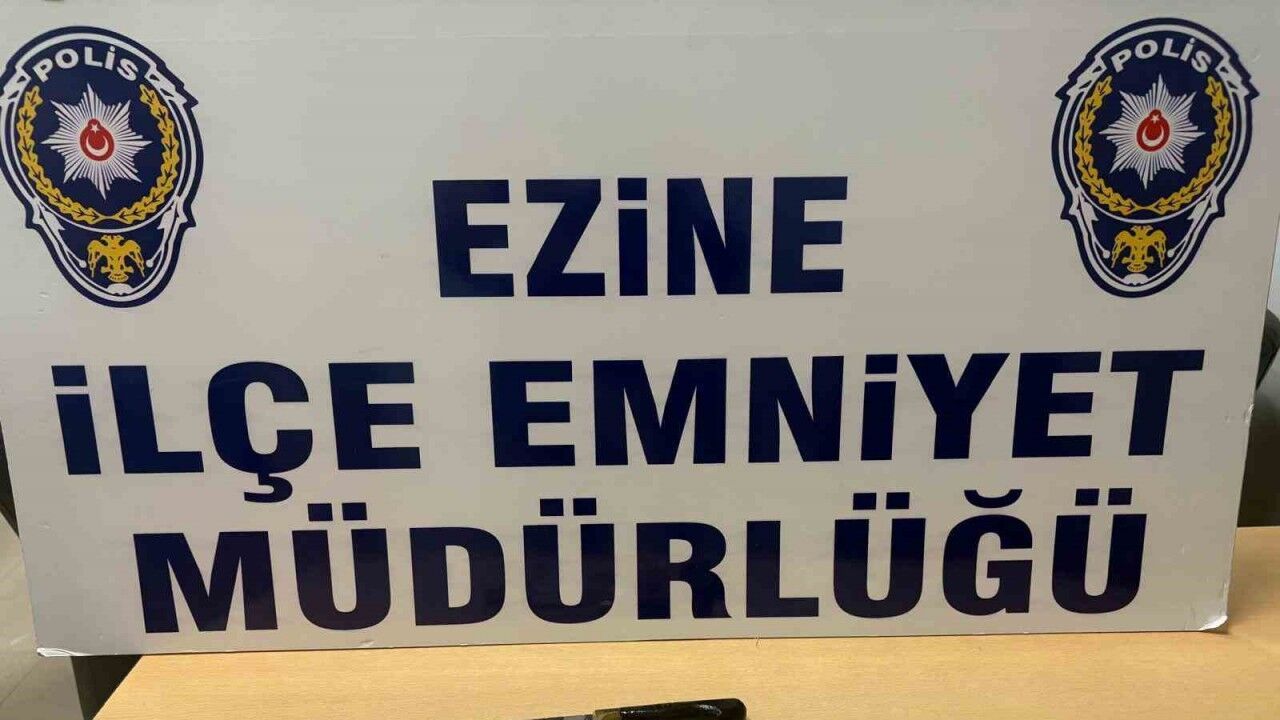 POLİS
POLİS
EZİNE
İLÇE EMNİYET
MÜDÜRLÜĞÜ